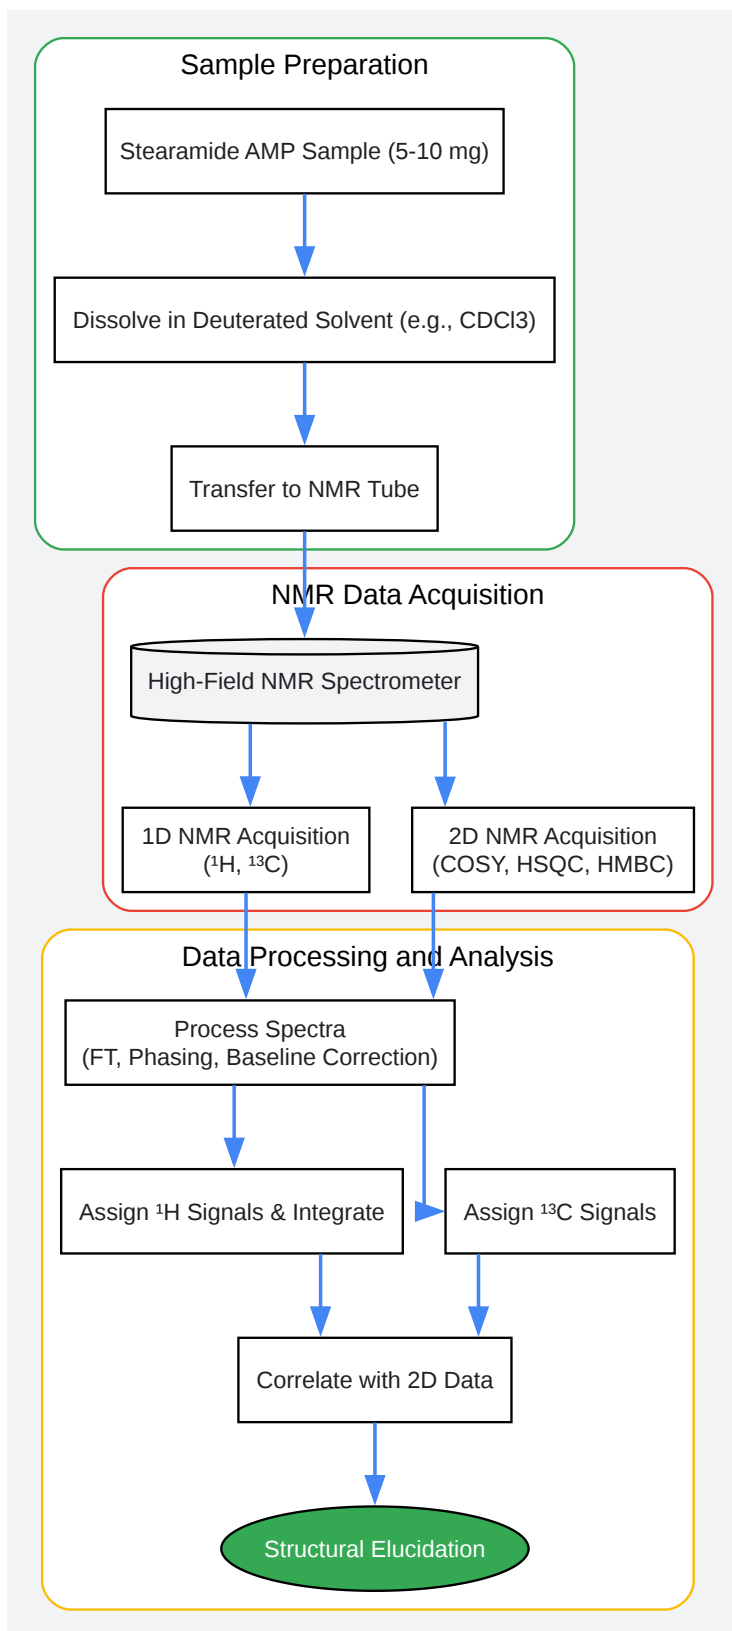 Sample Preparation
Stearamide AMP Sample (5-10 mg)
Dissolve in Deuterated Solvent (e.g., CDCl3)
Transfer to NMR Tube
NMR Data Acquisition
High-Field NMR Spectrometer
1D NMR Acquisition
(¹H, ¹³C)
2D NMR Acquisition
(COSY, HSQC, HMBC)
Data Processing and Analysis
Process Spectra
(FT, Phasing, Baseline Correction)
Assign ¹H Signals & Integrate
Assign ¹³C Signals
Correlate with 2D Data
Structural Elucidation